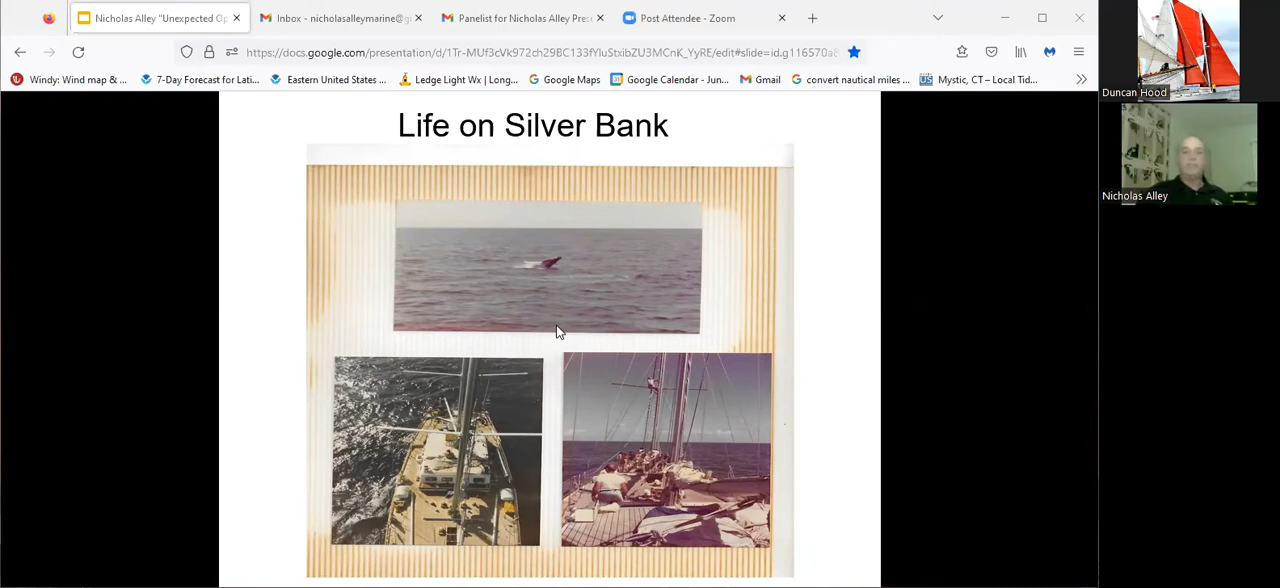 Nicholas Alley "Unexpected Op
Inbox - nicholasalleymarine@g
Panelist for Nicholas Alley Pres
Post Attendee - Zoom
https://docs.google.com/presentation/d/1Tr-MUf3cVk972ch29BC133fYIuStxibZU3MCnK_YyRE/edit#slide=id.g116570a8
Windy: Wind map & ...
7-Day Forecast for Lati...
Eastern United States ...
Ledge Light Wx | Long...
Google Maps
Google Calendar - Jun...
Gmail
convert nautical miles ...
Mystic, CT – Local Tid...
Duncan Hood
Nicholas Alley
Life on Silver Bank